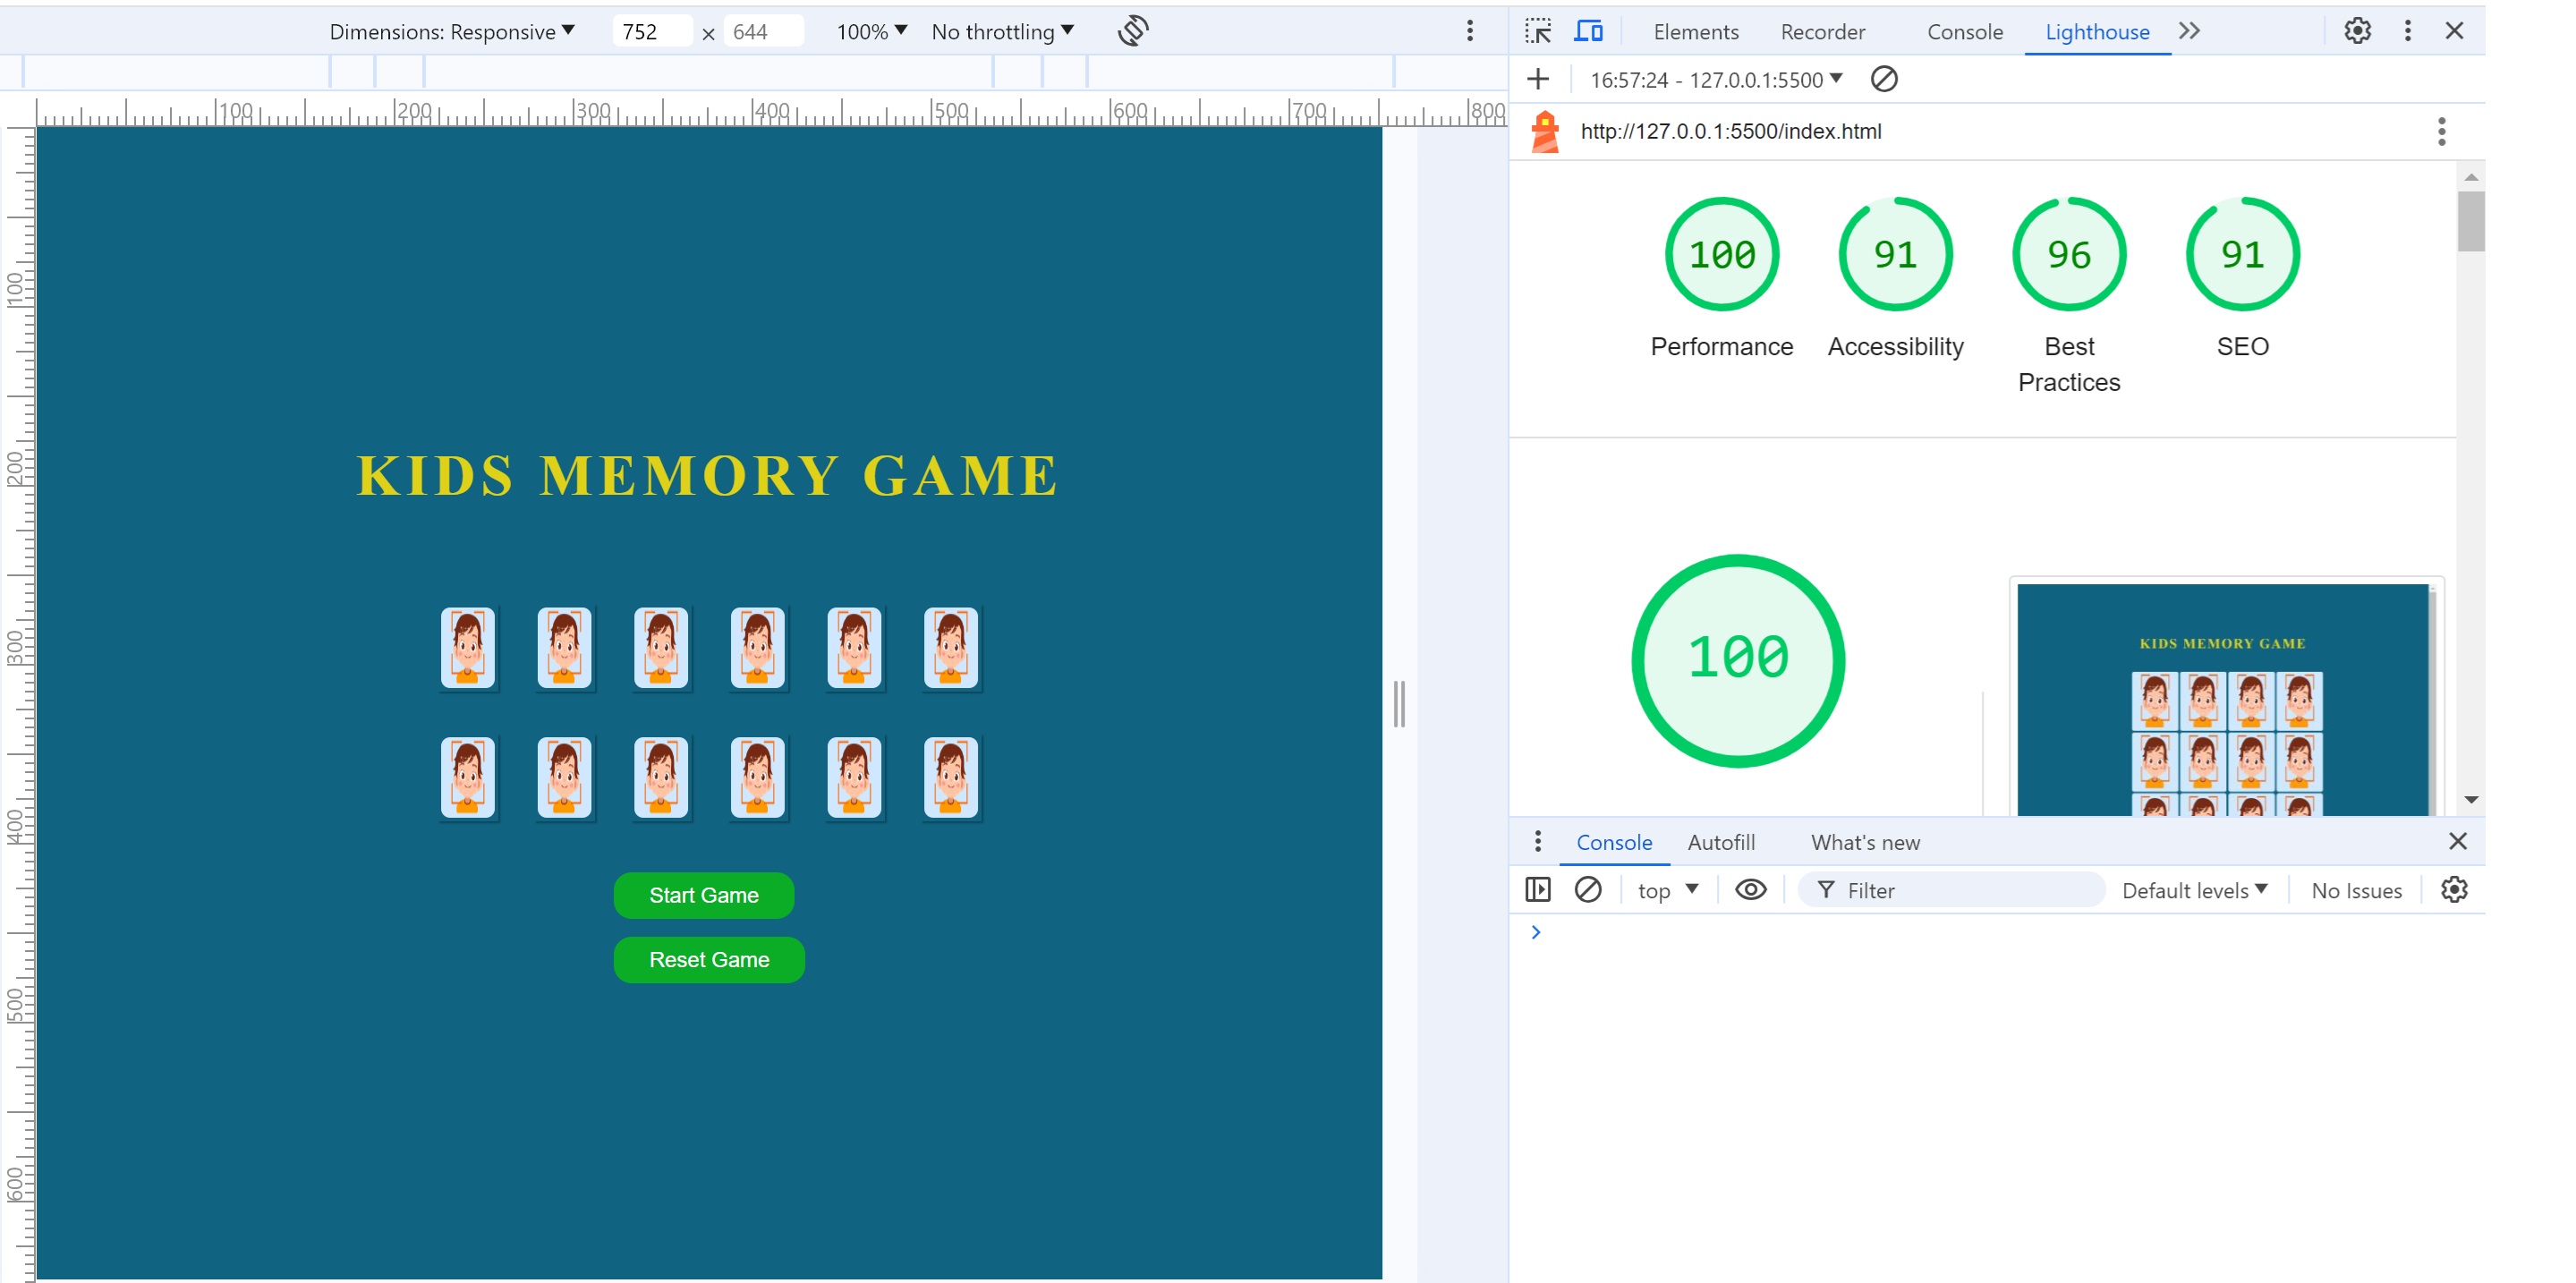 Dimensions: Responsive 752 × 644 100% No throttling
Elements Recorder Console Lighthouse
16:57:24 - 127.0.0.1:5500
http://127.0.0.1:5500/index.html
100 200 300 400 500 600 700 800
100
200
300
400
500
600
KIDS MEMORY GAME
Start Game
Reset Game
100 91 96 91
Performance Accessibility Best Practices SEO
100
KIDS MEMORY GAME
Console Autofill What's new
top Filter Default levels No Issues